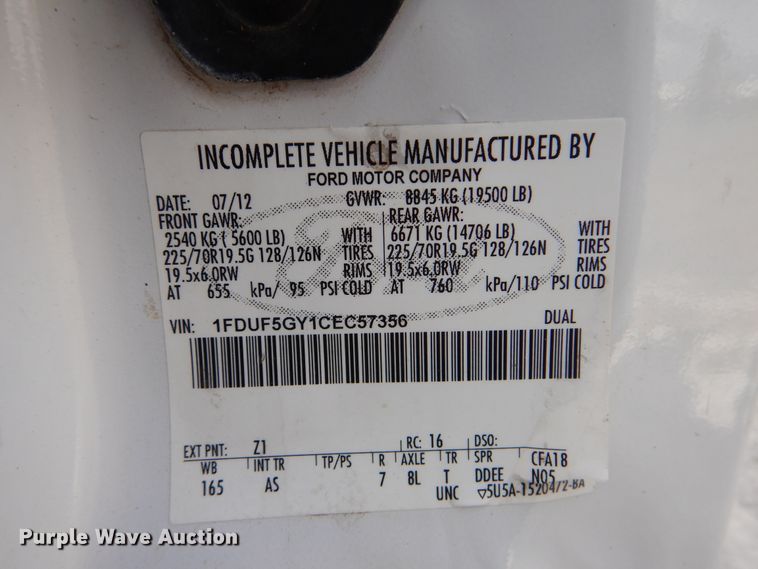 INCOMPLETE VEHICLE MANUFACTURED BY
FORD MOTOR COMPANY
DATE: 07/12 GVWR: 8845 KG (19500 LB)
FRONT GAWR: REAR GAWR:
2540 KG ( 5600 LB) WITH 6671 KG (14706 LB) WITH
225/70R19.5G 128/126N TIRES 225/70R19.5G 128/126N TIRES
19.5x6.0RW RIMS 19.5x6.0RW RIMS
AT 655 kPa/ 95 PSI COLD AT 760 kPa/110 PSI COLD
VIN: 1FDUF5GY1CEC57356 DUAL
EXT PNT: Z1 RC: 16 DSO:
WB INT TR TP/PS R AXLE TR SPR CFA18
165 AS 7 8L T DDEE N05
UNC ▽5U5A-1520472-BA
Purple Wave Auction